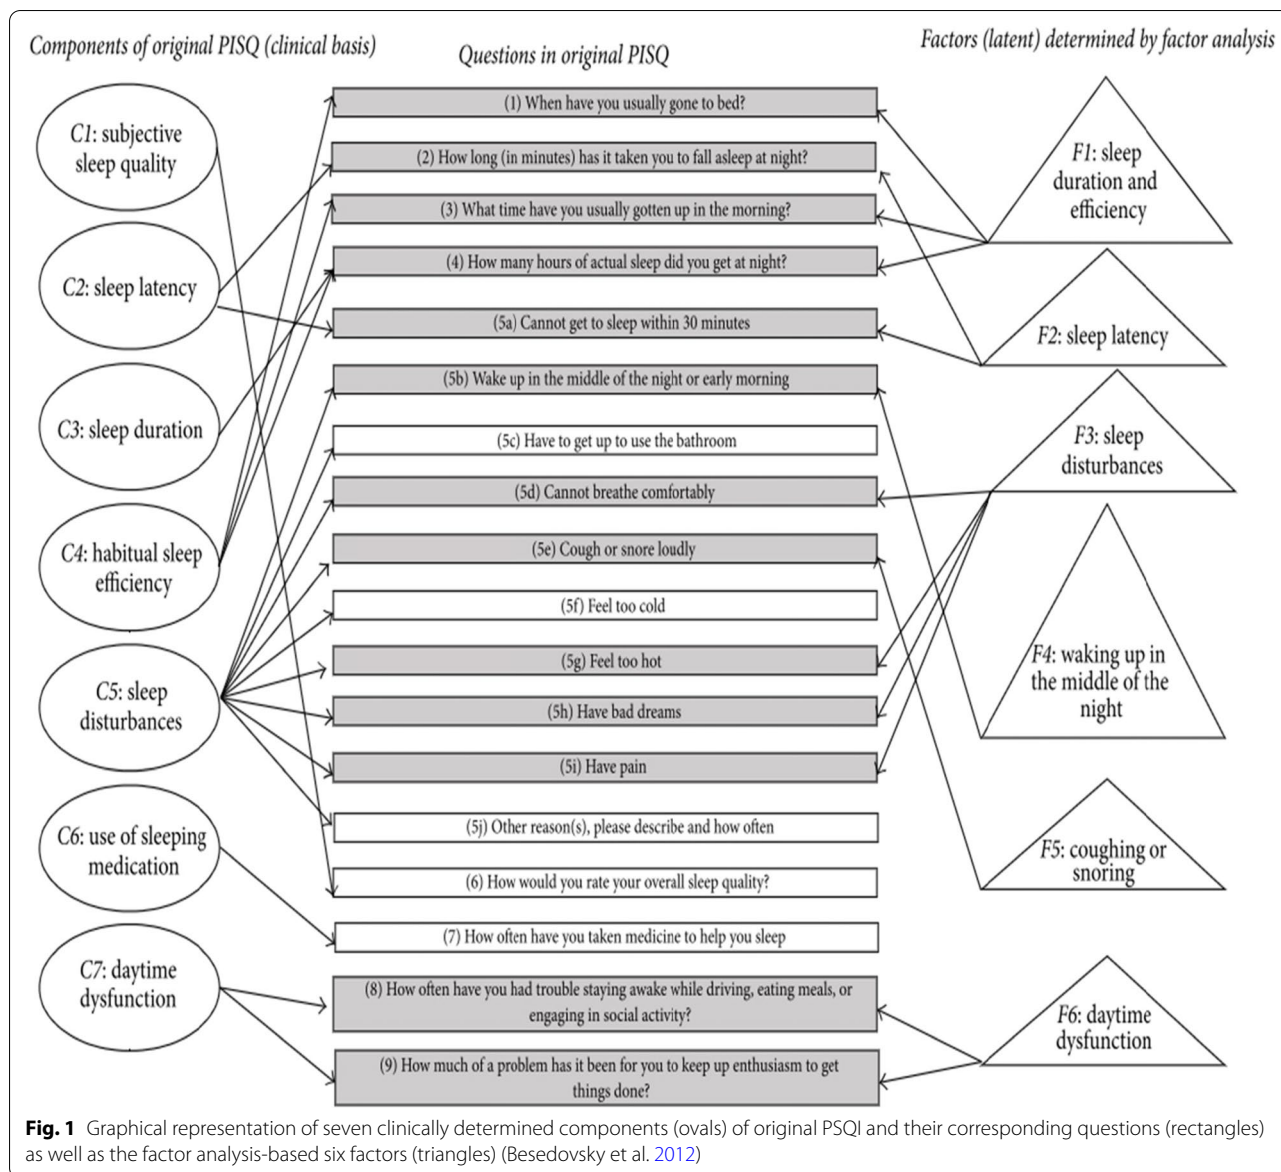 Components of original PISQ (clinical basis)
Questions in original PISQ
Factors (latent) determined by factor analysis
C1: subjective
sleep quality
C2: sleep latency
C3: sleep duration
C4: habitual sleep
efficiency
C5: sleep
disturbances
C6: use of sleeping
medication
C7: daytime
dysfunction
(1) When have you usually gone to bed?
(2) How long (in minutes) has it taken you to fall asleep at night?
(3) What time have you usually gotten up in the morning?
(4) How many hours of actual sleep did you get at night?
(5a) Cannot get to sleep within 30 minutes
(5b) Wake up in the middle of the night or early morning
(5c) Have to get up to use the bathroom
(5d) Cannot breathe comfortably
(5e) Cough or snore loudly
(5f) Feel too cold
(5g) Feel too hot
(5h) Have bad dreams
(5i) Have pain
(5j) Other reason(s), please describe and how often
(6) How would you rate your overall sleep quality?
(7) How often have you taken medicine to help you sleep
(8) How often have you had trouble staying awake while driving, eating meals, or
engaging in social activity?
(9) How much of a problem has it been for you to keep up enthusiasm to get
things done?
F1: sleep
duration and
efficiency
F2: sleep latency
F3: sleep
disturbances
F4: waking up in
the middle of the
night
F5: coughing or
snoring
F6: daytime
dysfunction
Fig. 1 Graphical representation of seven clinically determined components (ovals) of original PSQI and their corresponding questions (rectangles)
as well as the factor analysis-based six factors (triangles) (Besedovsky et al. 2012)